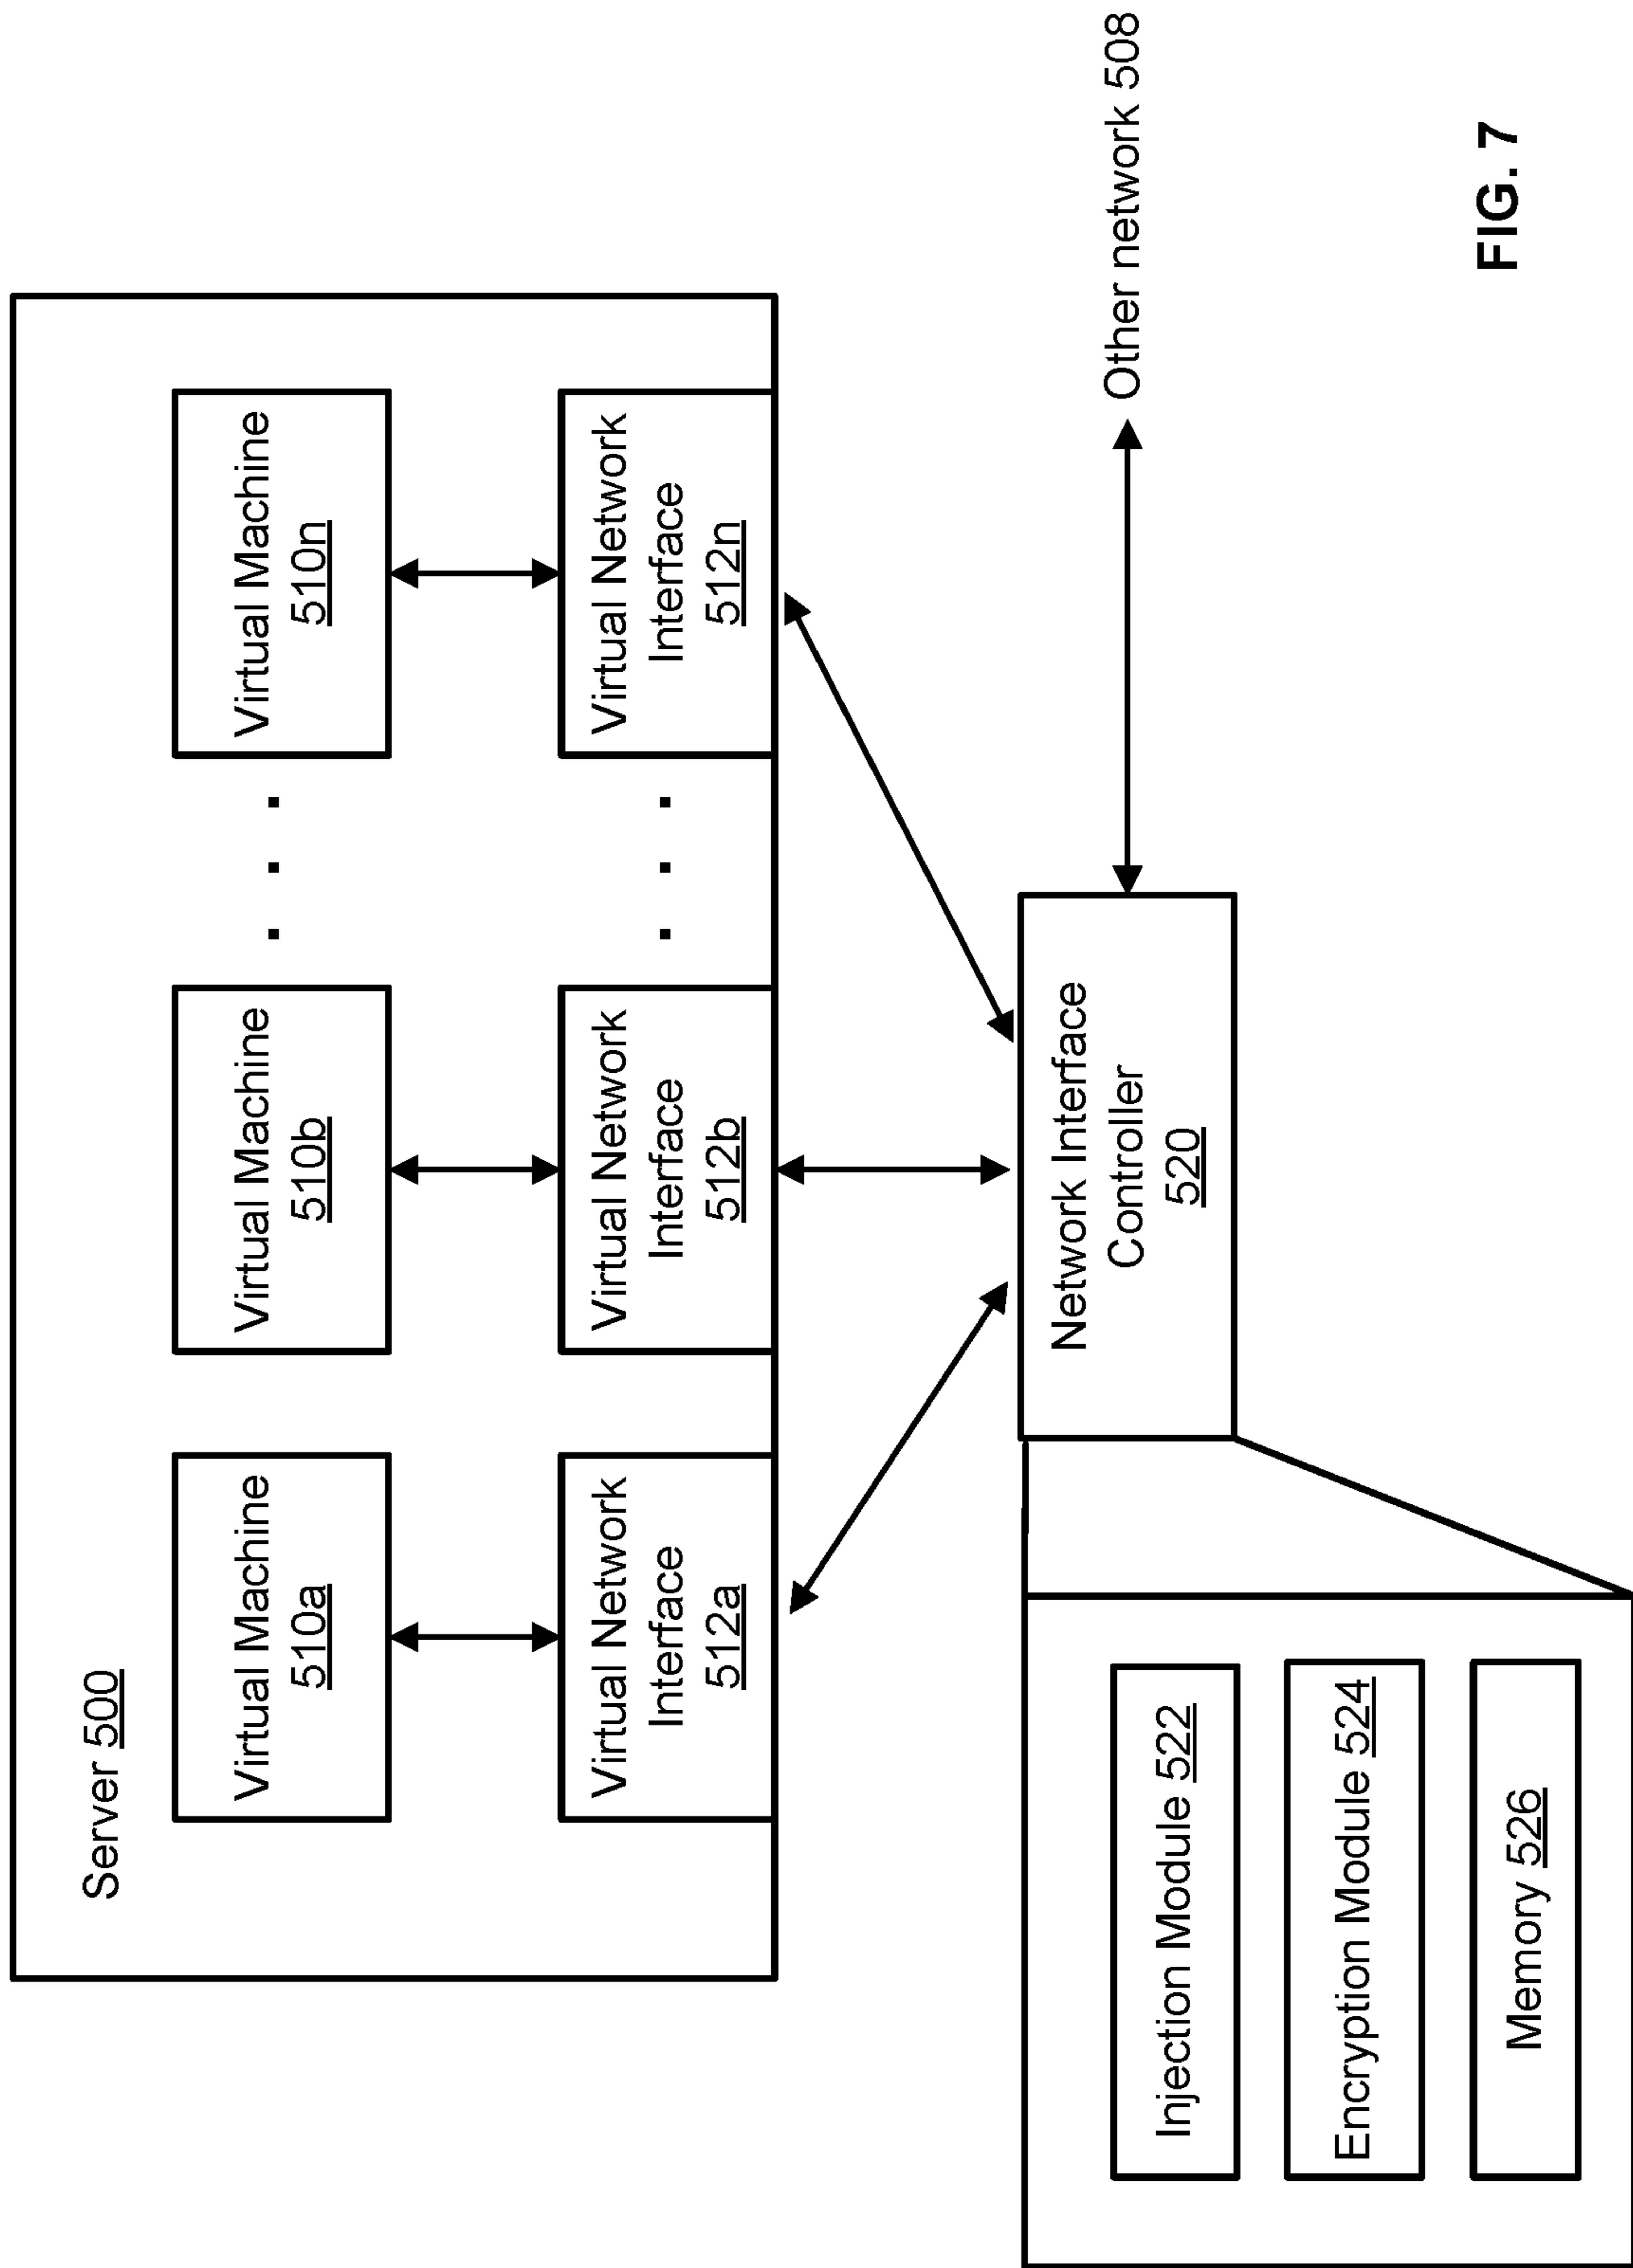 Server 500
Virtual Machine
510a
Virtual Machine
510b
. . .
Virtual Machine
510n
Virtual Network
Interface
512a
Virtual Network
Interface
512b
. . .
Virtual Network
Interface
512n
Network Interface
Controller
520
Other network 508
Injection Module 522
Encryption Module 524
Memory 526
FIG. 7